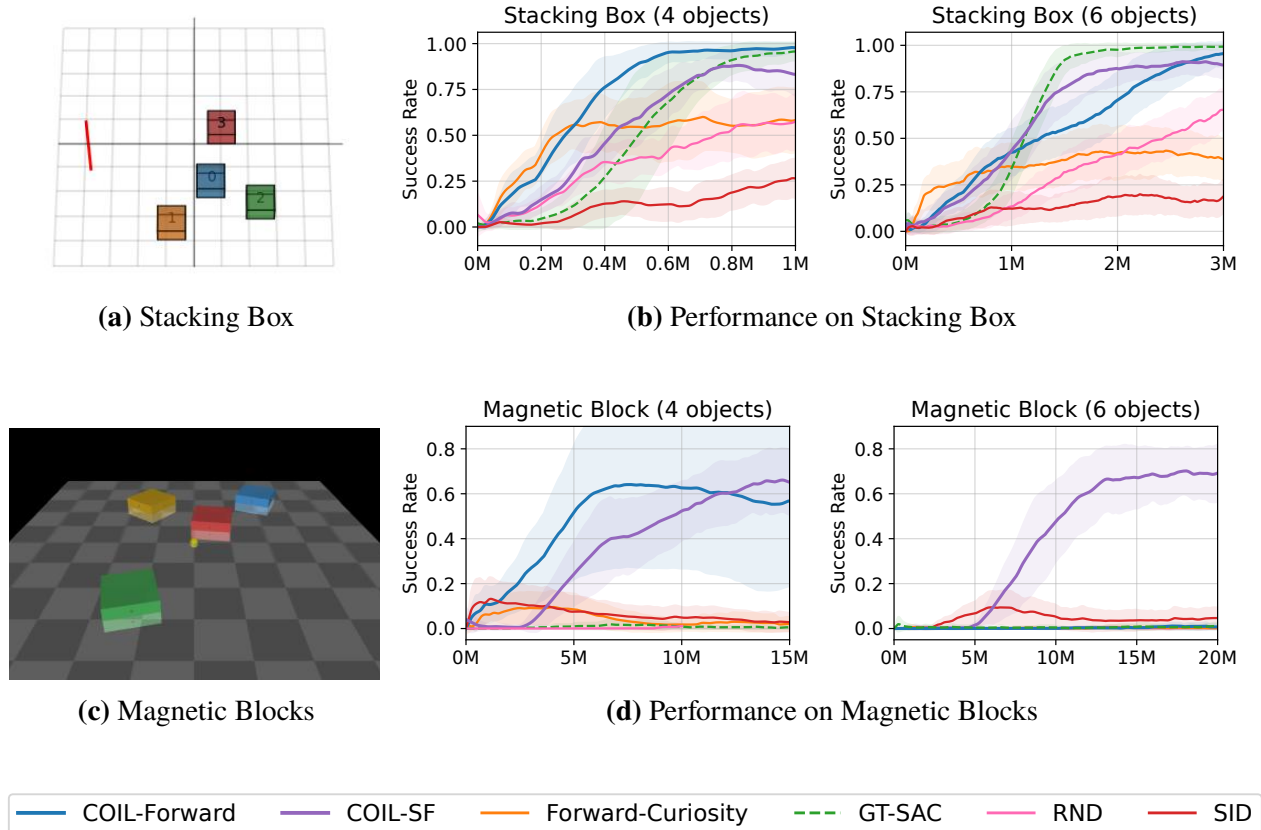 3
0
2
1
(a) Stacking Box
Stacking Box (4 objects)
Success Rate
1.00
0.75
0.50
0.25
0.00
0M 0.2M 0.4M 0.6M 0.8M 1M
Stacking Box (6 objects)
Success Rate
1.00
0.75
0.50
0.25
0.00
0M 1M 2M 3M
(b) Performance on Stacking Box
(c) Magnetic Blocks
Magnetic Block (4 objects)
Success Rate
0.8
0.6
0.4
0.2
0.0
0M 5M 10M 15M
Magnetic Block (6 objects)
Success Rate
0.8
0.6
0.4
0.2
0.0
0M 5M 10M 15M 20M
(d) Performance on Magnetic Blocks
COIL-Forward COIL-SF Forward-Curiosity GT-SAC RND SID